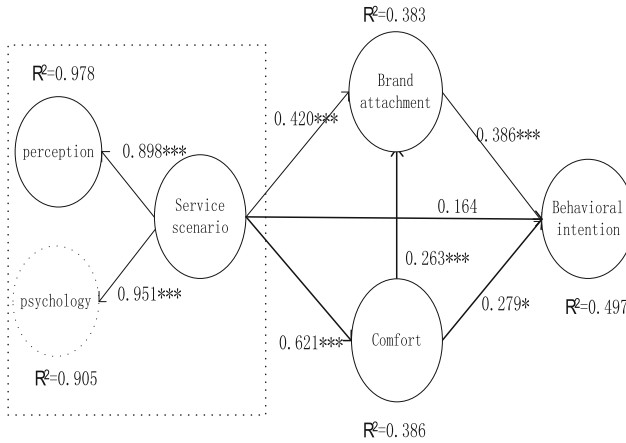 R²=0.383
R²=0.978
Brand
attachment
0.420***
0.386***
perception
0.898***
Service
scenario
0.164
Behavioral
intention
0.263***
psychology
0.951***
0.279*
R²=0.497
0.621***
Comfort
R²=0.905
R²=0.386